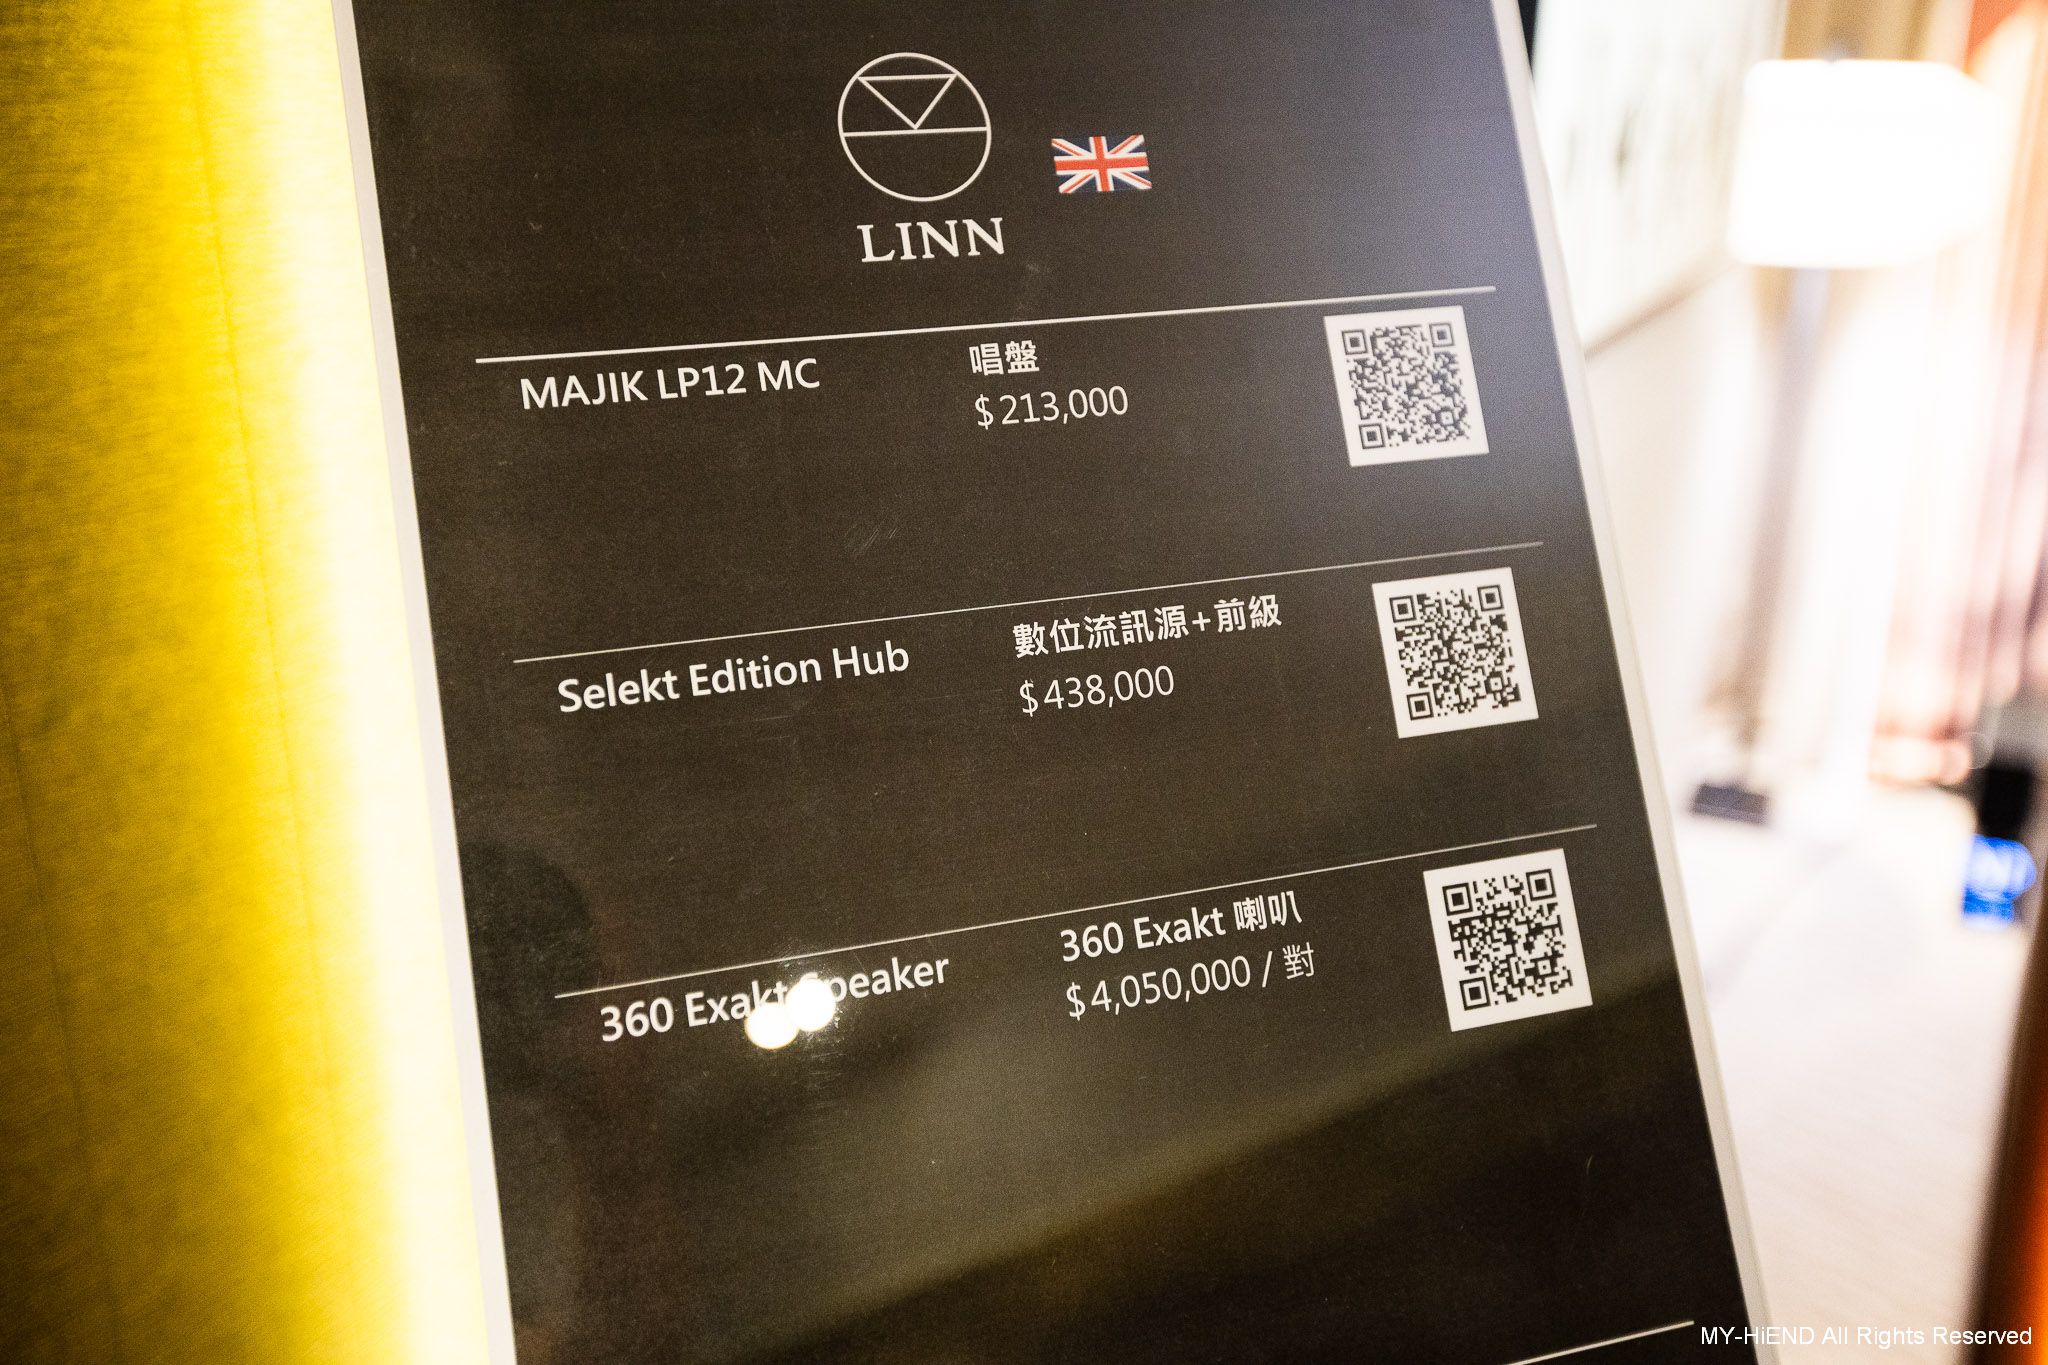 LINN
MAJIK LP12 MC
唱盤
$213,000
Selekt Edition Hub
數位流訊源+前級
$438,000
360 Exakt Speaker
360 Exakt 喇叭
$4,050,000 / 對
MY-HiEND All Rights Reserved